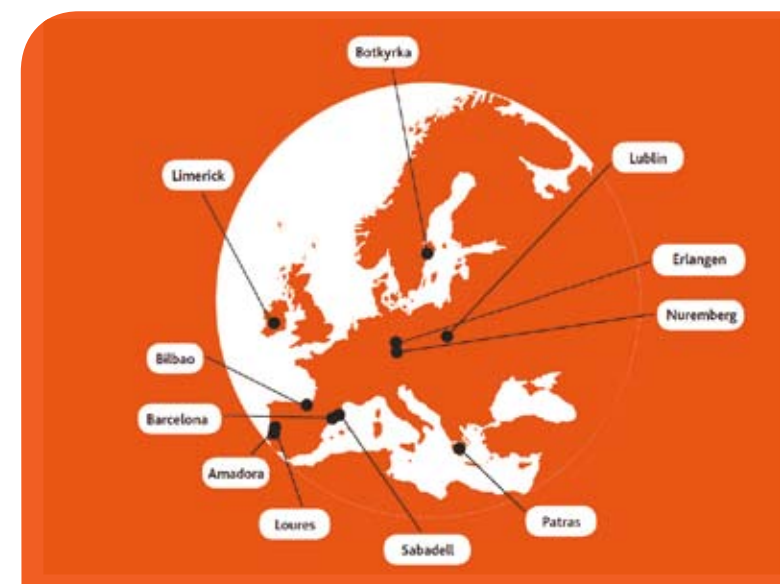 Botkyrka
Lublin
Limerick
Erlangen
Nuremberg
Bilbao
Barcelona
Amadora
Loures
Patras
Sabadell